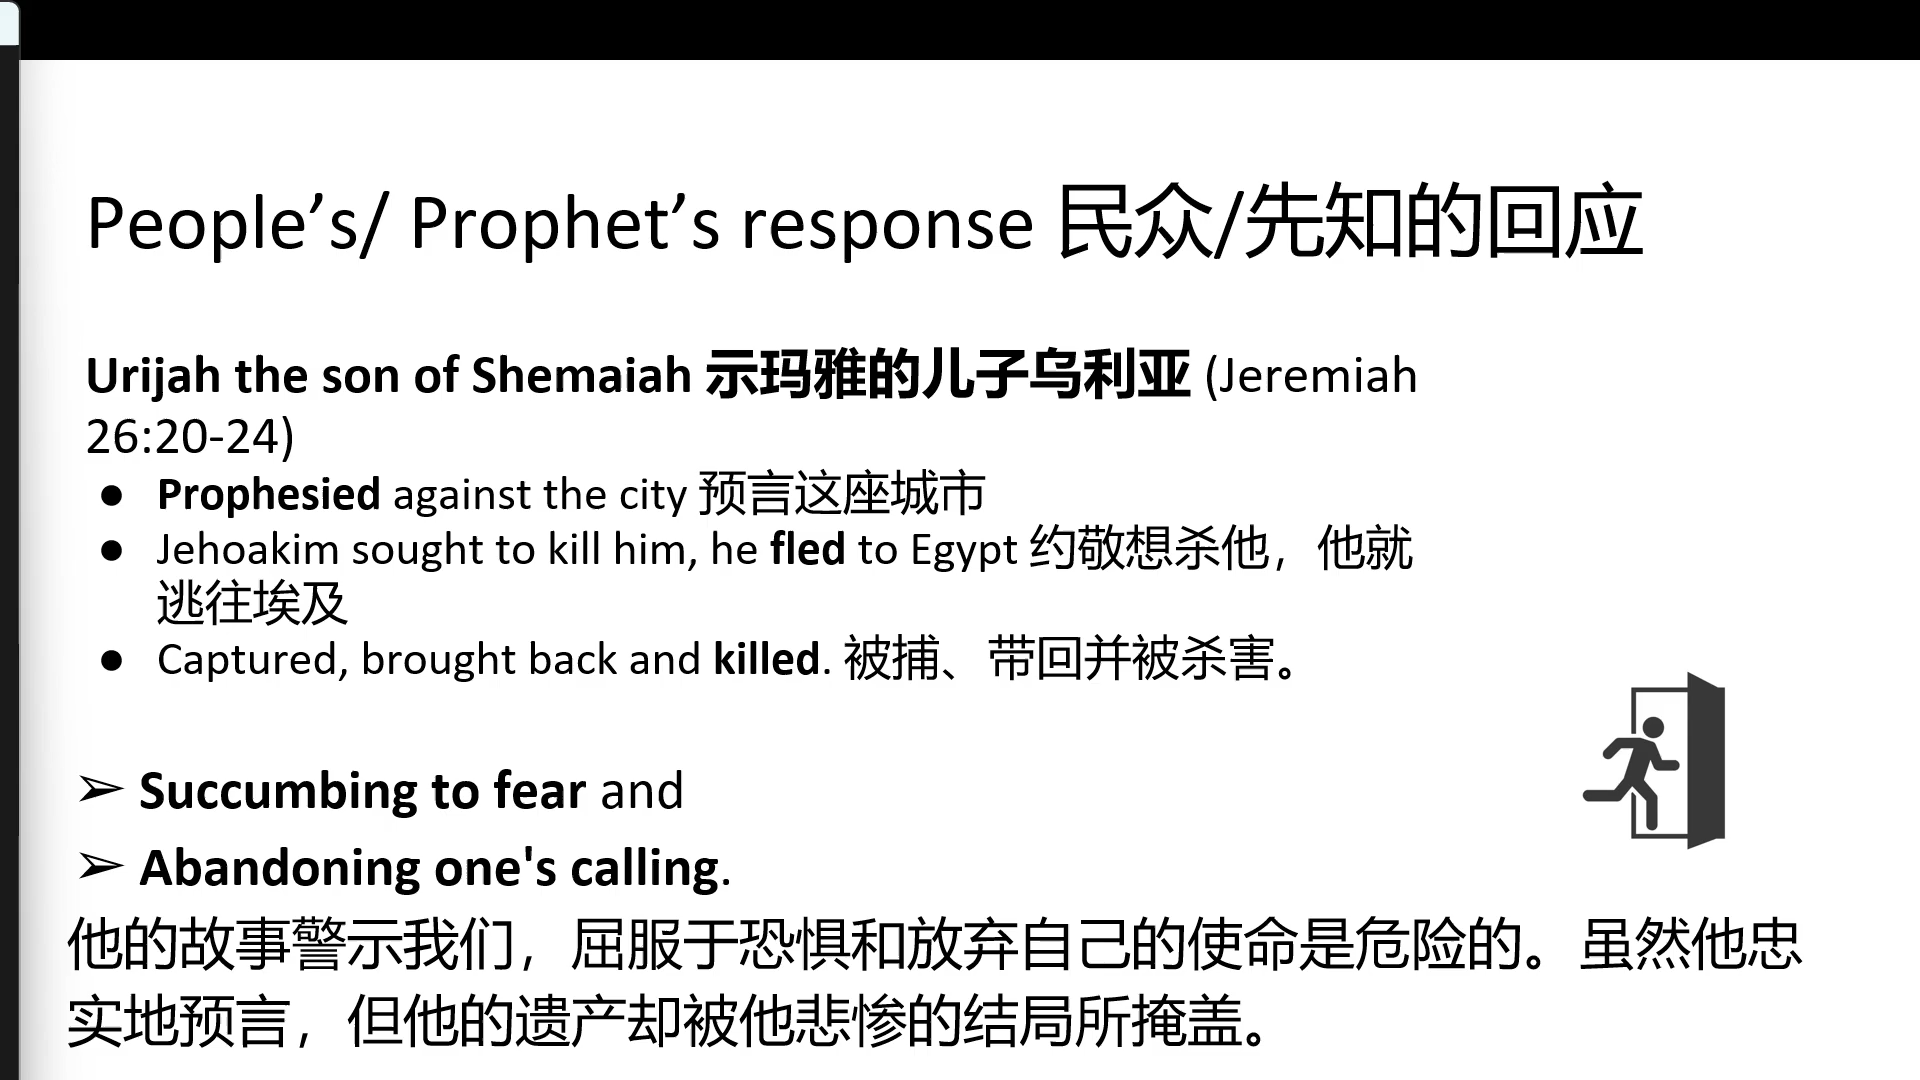 People’s/ Prophet’s response 民众/先知的回应
Urijah the son of Shemaiah 示玛雅的儿子乌利亚 (Jeremiah
26:20-24)
● Prophesied against the city 预言这座城市
● Jehoakim sought to kill him, he fled to Egypt 约敬想杀他，他就
逃往埃及
● Captured, brought back and killed. 被捕、带回并被杀害。
➢ Succumbing to fear and
➢ Abandoning one's calling.
他的故事警示我们，屈服于恐惧和放弃自己的使命是危险的。虽然他忠
实地预言，但他的遗产却被他悲惨的结局所掩盖。